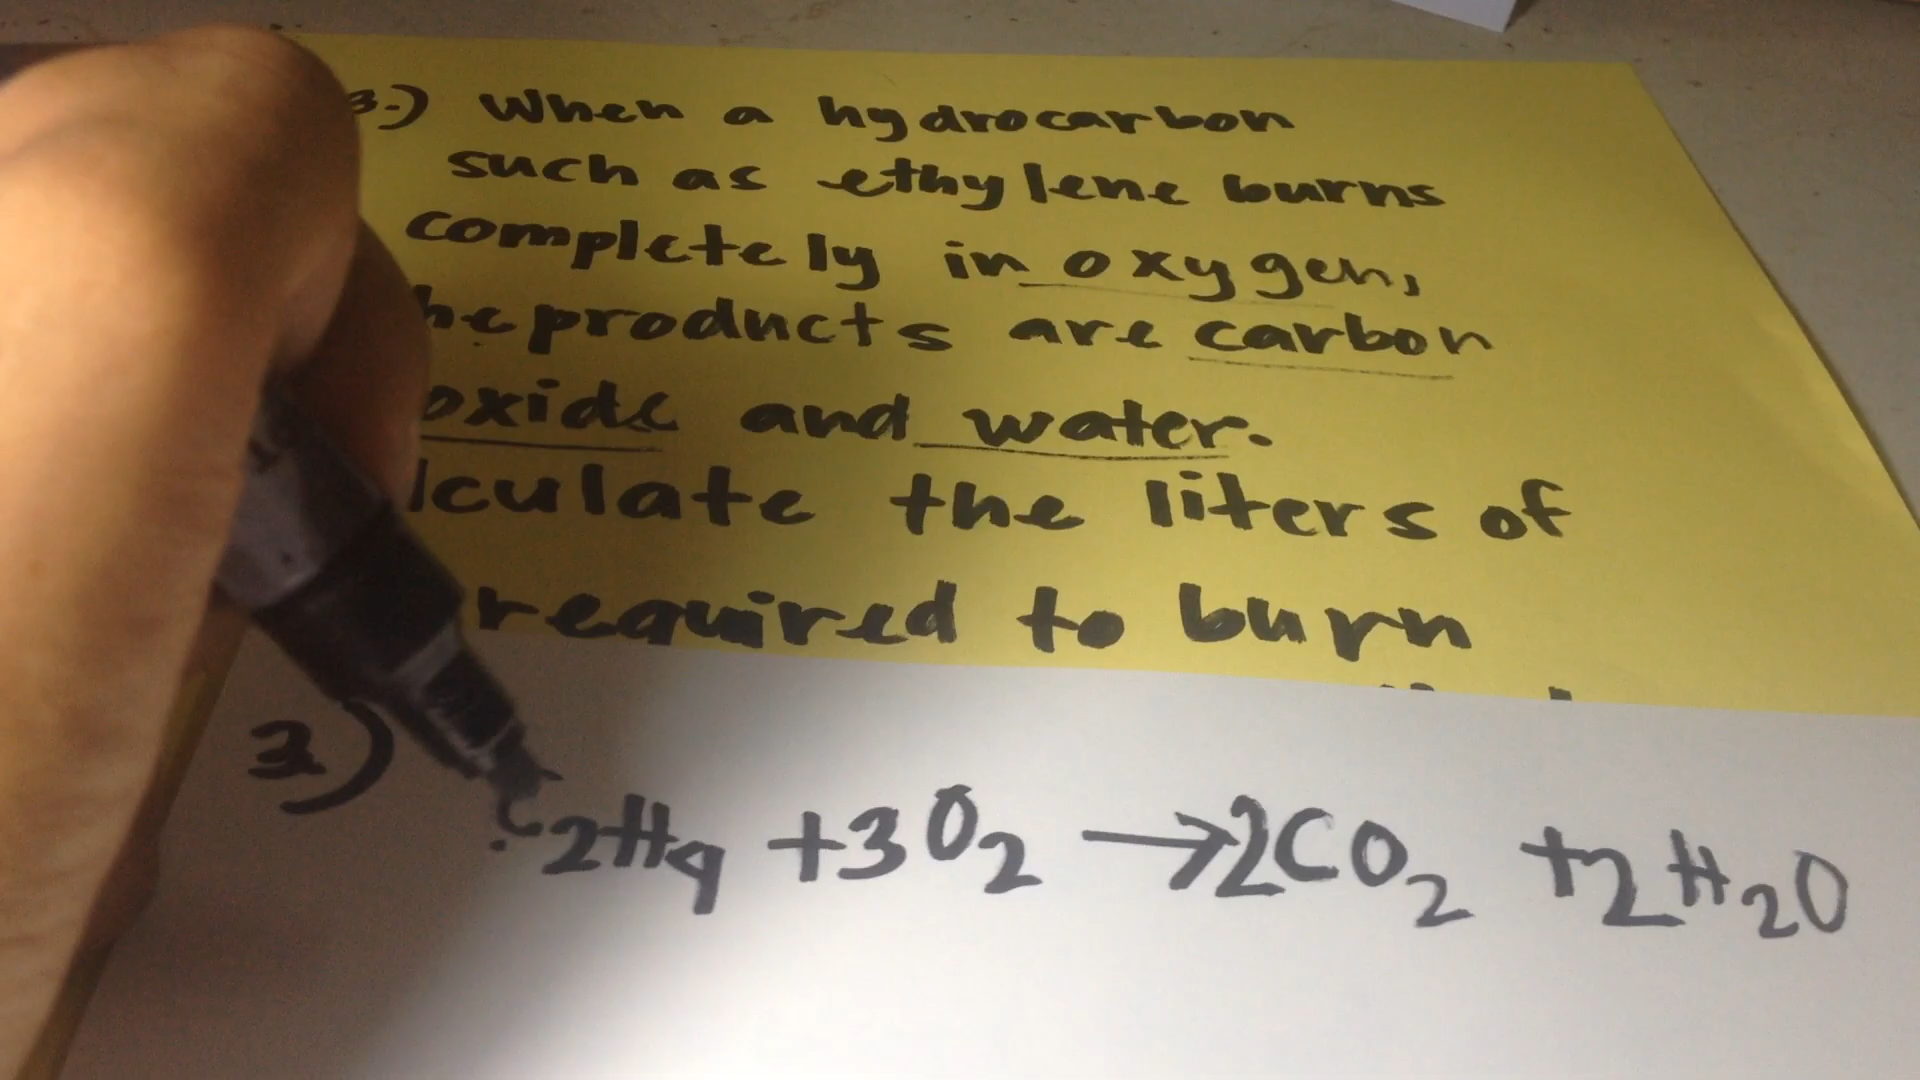 3.) When a hydrocarbon
such as ethylene burns
completely in oxygen,
he products are carbon
oxide and water.
lculate the liters of
required to burn
3)
C2H4 + 3O2 → 2CO2 + 2H2O